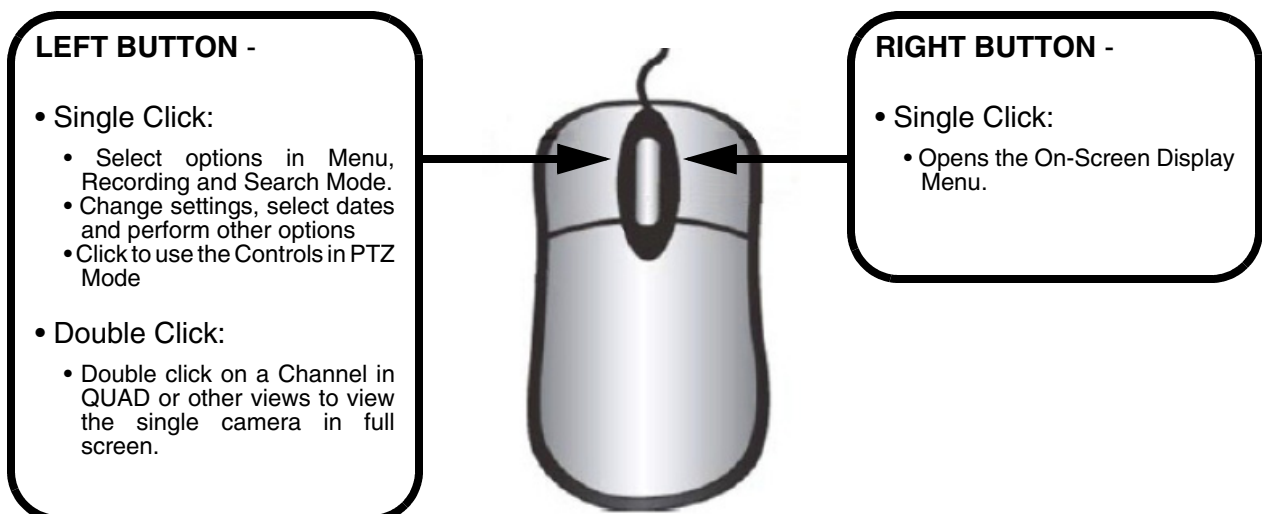 LEFT BUTTON -
• Single Click:
• Select options in Menu,
Recording and Search Mode.
• Change settings, select dates
and perform other options
• Click to use the Controls in PTZ
Mode
• Double Click:
• Double click on a Channel in
QUAD or other views to view
the single camera in full
screen.
RIGHT BUTTON -
• Single Click:
• Opens the On-Screen Display
Menu.